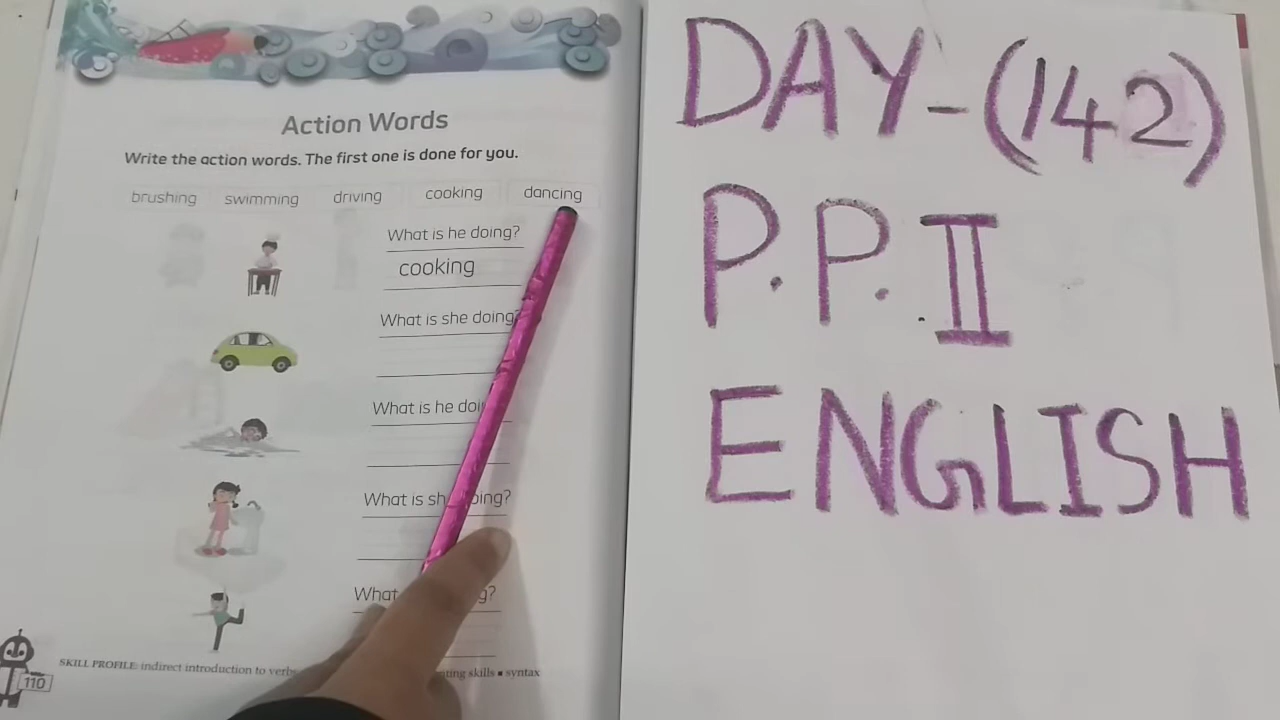 Action Words
Write the action words. The first one is done for you.
brushing swimming driving cooking dancing
What is he doing?
cooking
What is she doing?
What is he doi
What is sh oing?
What g?
SKILL PROFILE: indirect introduction to verbs ting skills ▪ syntax
110
DAY-(142)
P.P.II
ENGLISH